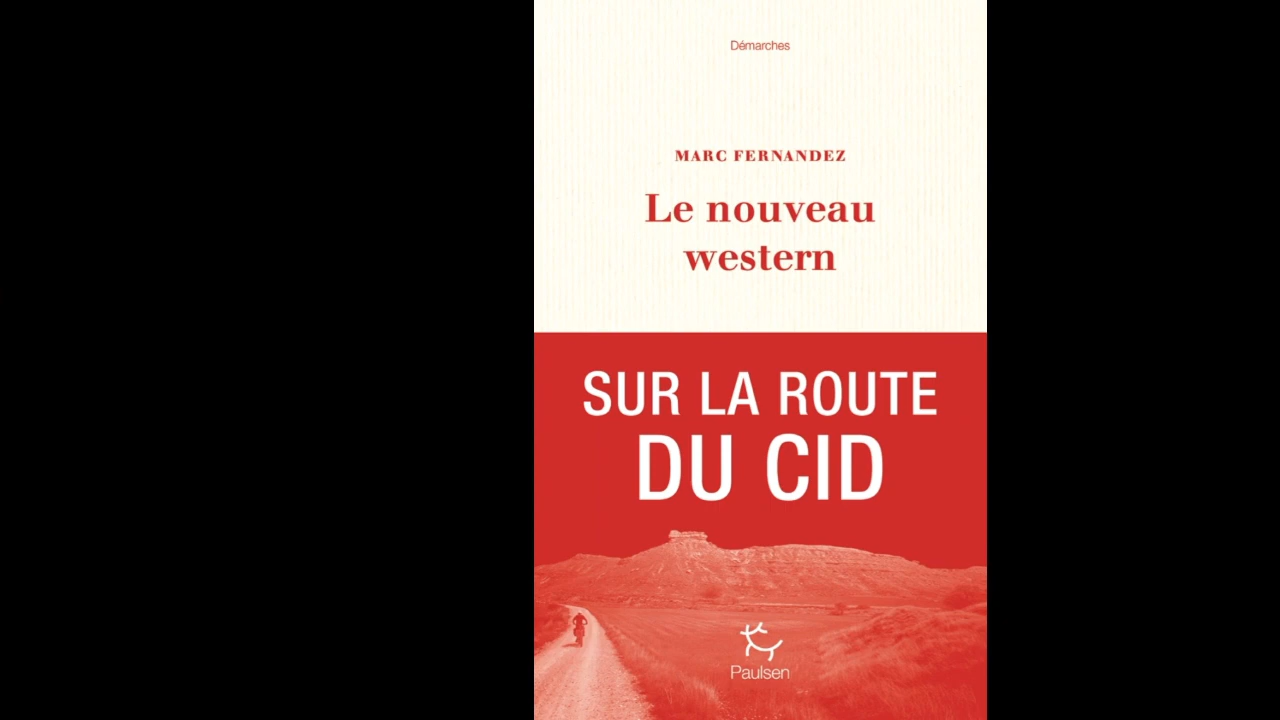 Démarches
MARC FERNANDEZ
Le nouveau
western
SUR LA ROUTE
DU CID
Paulsen